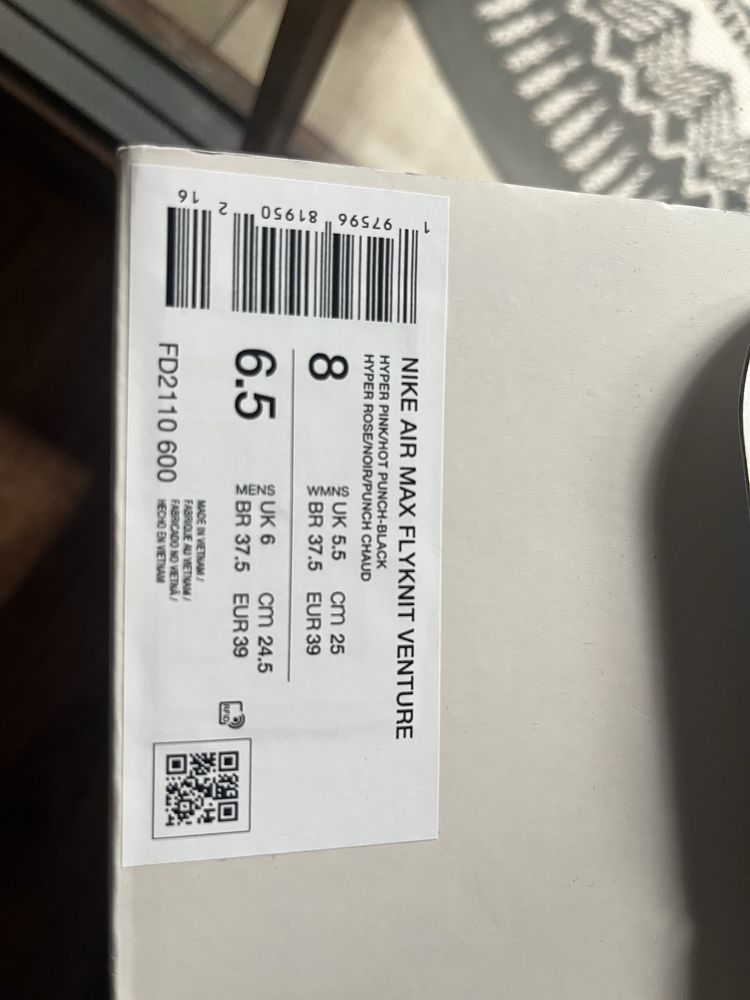 NIKE AIR MAX FLYKNIT VENTURE
HYPER PINK/HOT PUNCH-BLACK
HYPER ROSE/NOIR/PUNCH CHAUD
8
WMNS
UK 5.5 cm 25
BR 37.5 EUR 39
6.5
MENS
UK 6 cm 24.5
BR 37.5 EUR 39
FD2110 600
MADE IN VIETNAM /
FABRIQUE AU VIETNAM /
FABRICADO NO VIETNÃ /
HECHO EN VIETNAM
RFID
1 97596 81950 2 16